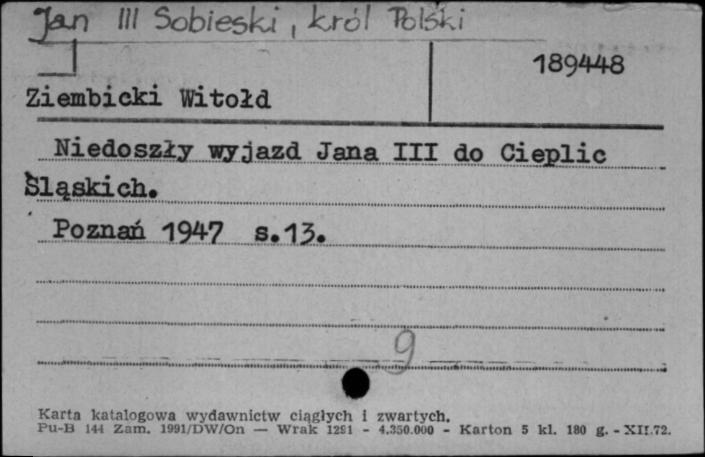 Jan III Sobieski, król Polski
189448
Ziembicki Witołd
Niedoszły wyjazd Jana III do Cieplic
Śląskich.
Poznań 1947 s.13.
9
Karta katalogowa wydawnictw ciągłych i zwartych.
Pu-B 144 Zam. 1991/DW/On — Wrak 1291 - 4.350.000 - Karton 5 kl. 180 g. - XII.72.